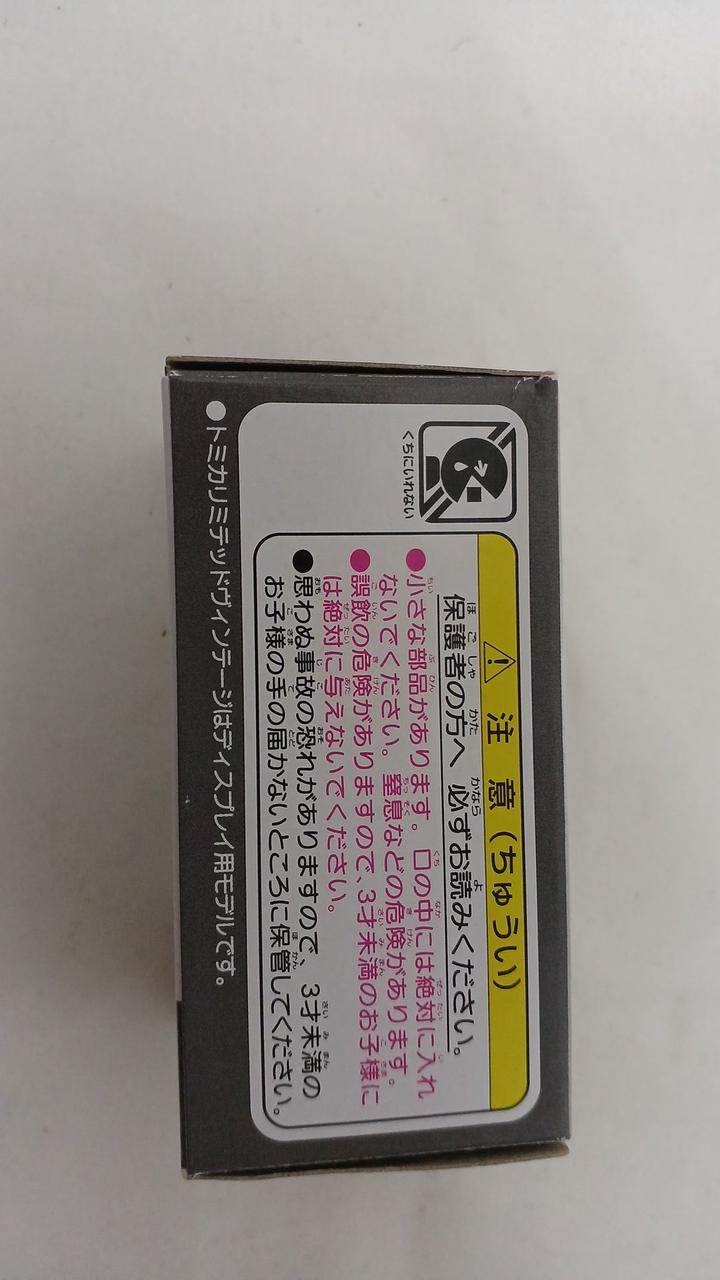 くちにいれない
注意(ちゅうい)
保護者の方へ 必ずお読みください。
●小さな部品があります。口の中には絶対に入れ
ないでください。窒息などの危険があります。
●誤飲の危険がありますので、3才未満のお子様に
は絶対に与えないでください。
●思わぬ事故の恐れがありますので、3才未満の
お子様の手の届かないところに保管してください。
●トミカリミテッドヴィンテージはディスプレイ用モデルです。